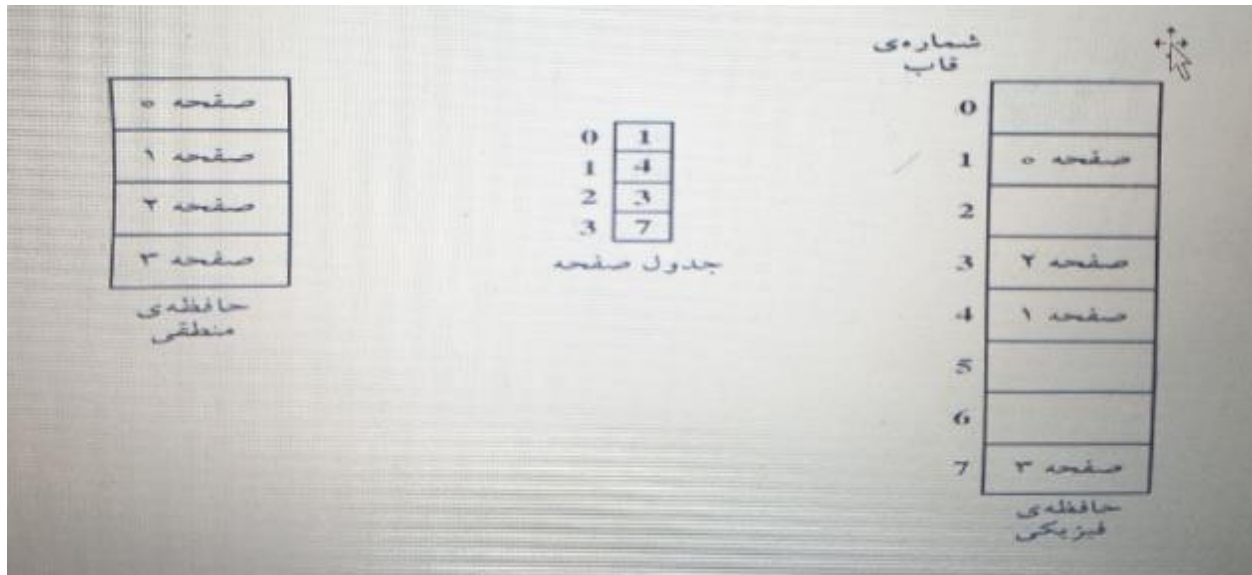 صفحه ۰
صفحه ۱
صفحه ۲
صفحه ۳
حافظه‌ی
منطقی
0 1
1 4
2 3
3 7
جدول صفحه
شماره‌ی
قاب
0
1 صفحه ۰
2
3 صفحه ۲
4 صفحه ۱
5
6
7 صفحه ۳
حافظه‌ی
فیزیکی